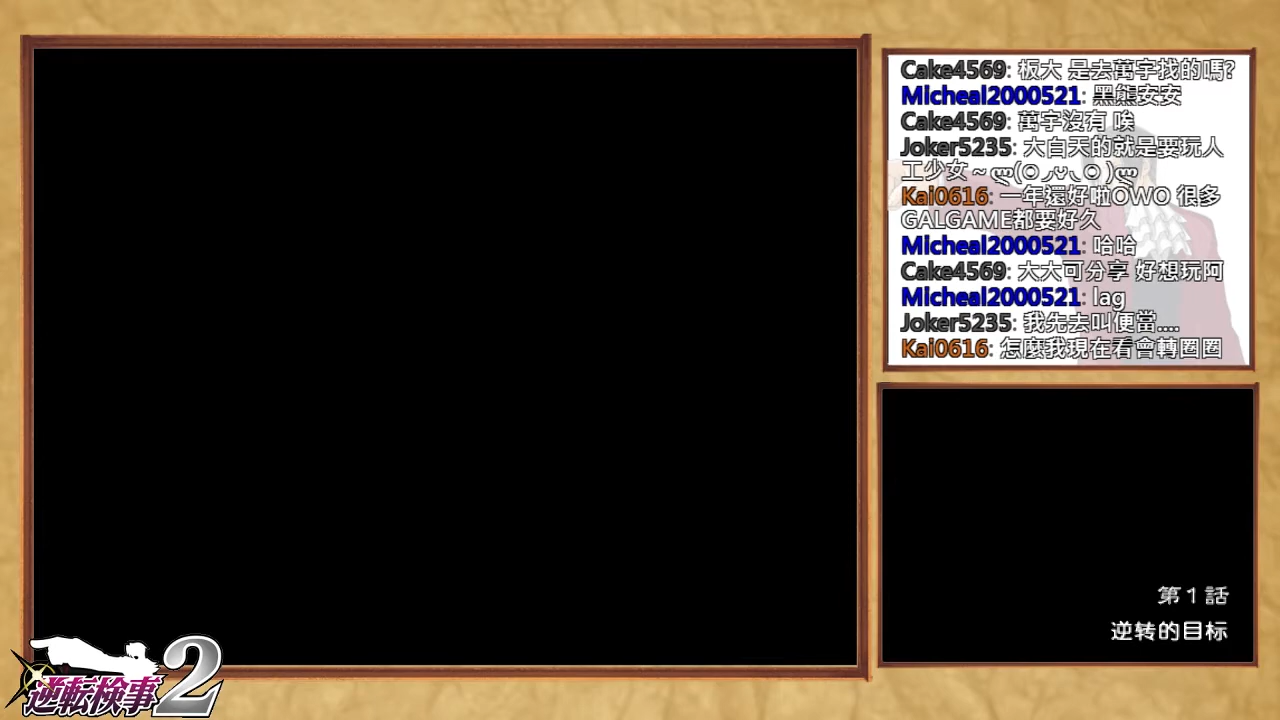 Cake4569: 板大 是去萬宇找的嗎?
Micheal2000521: 黑熊安安
Cake4569: 萬宇沒有 唉
Joker5235: 大白天的就是要玩人
工少女～ლ(◉◞౪◟◉ )ლ
Kai0616: 一年還好啦OWO 很多
GALGAME都要好久
Micheal2000521: 哈哈
Cake4569: 大大可分享 好想玩阿
Micheal2000521: lag
Joker5235: 我先去叫便當....
Kai0616: 怎麼我現在看會轉圈圈
第1話
逆转的目标
逆転検事2